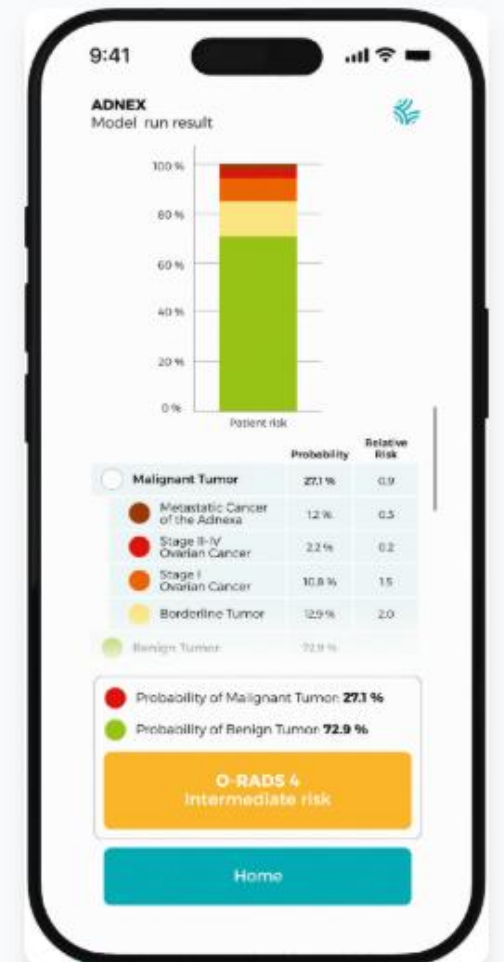 9:41
ADNEX
Model run result
100 %
80 %
60 %
40 %
20 %
0 %
Patient risk
Probability Relative Risk
Malignant Tumor 27.1 % 0.9
Metastatic Cancer
of the Adnexa 1.2 % 0.3
Stage II-IV
Ovarian Cancer 2.2 % 0.2
Stage I
Ovarian Cancer 10.8 % 1.5
Borderline Tumor 12.9 % 2.0
Benign Tumor 72.9 %
Probability of Malignant Tumor: 27.1 %
Probability of Benign Tumor: 72.9 %
O-RADS 4
Intermediate risk
Home